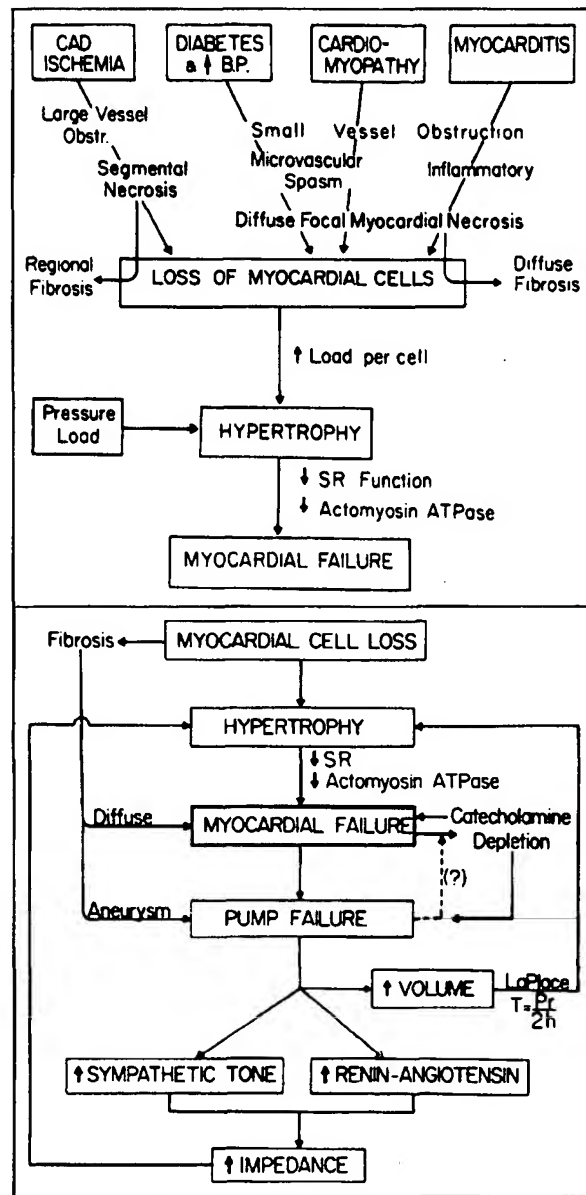 CAD
ISCHEMIA
DIABETES
a ↑ B.P.
CARDIO-
MYOPATHY
MYOCARDITIS
Large Vessel
Obstr.
Segmental
Necrosis
Small Vessel Obstruction
Microvascular
Spasm
Inflammatory
Diffuse Focal Myocardial Necrosis
Regional
Fibrosis
LOSS OF MYOCARDIAL CELLS
Diffuse
Fibrosis
↑ Load per cell
Pressure
Load
HYPERTROPHY
↓ SR Function
↓ Actomyosin ATPase
MYOCARDIAL FAILURE
Fibrosis
MYOCARDIAL CELL LOSS
HYPERTROPHY
↓ SR
↓ Actomyosin ATPase
Diffuse
MYOCARDIAL FAILURE
Catecholamine
Depletion
(?)
Aneurysm
PUMP FAILURE
↑ VOLUME
LaPlace
T = Pr/2h
↑ SYMPATHETIC TONE
↑ RENIN-ANGIOTENSIN
↑ IMPEDANCE